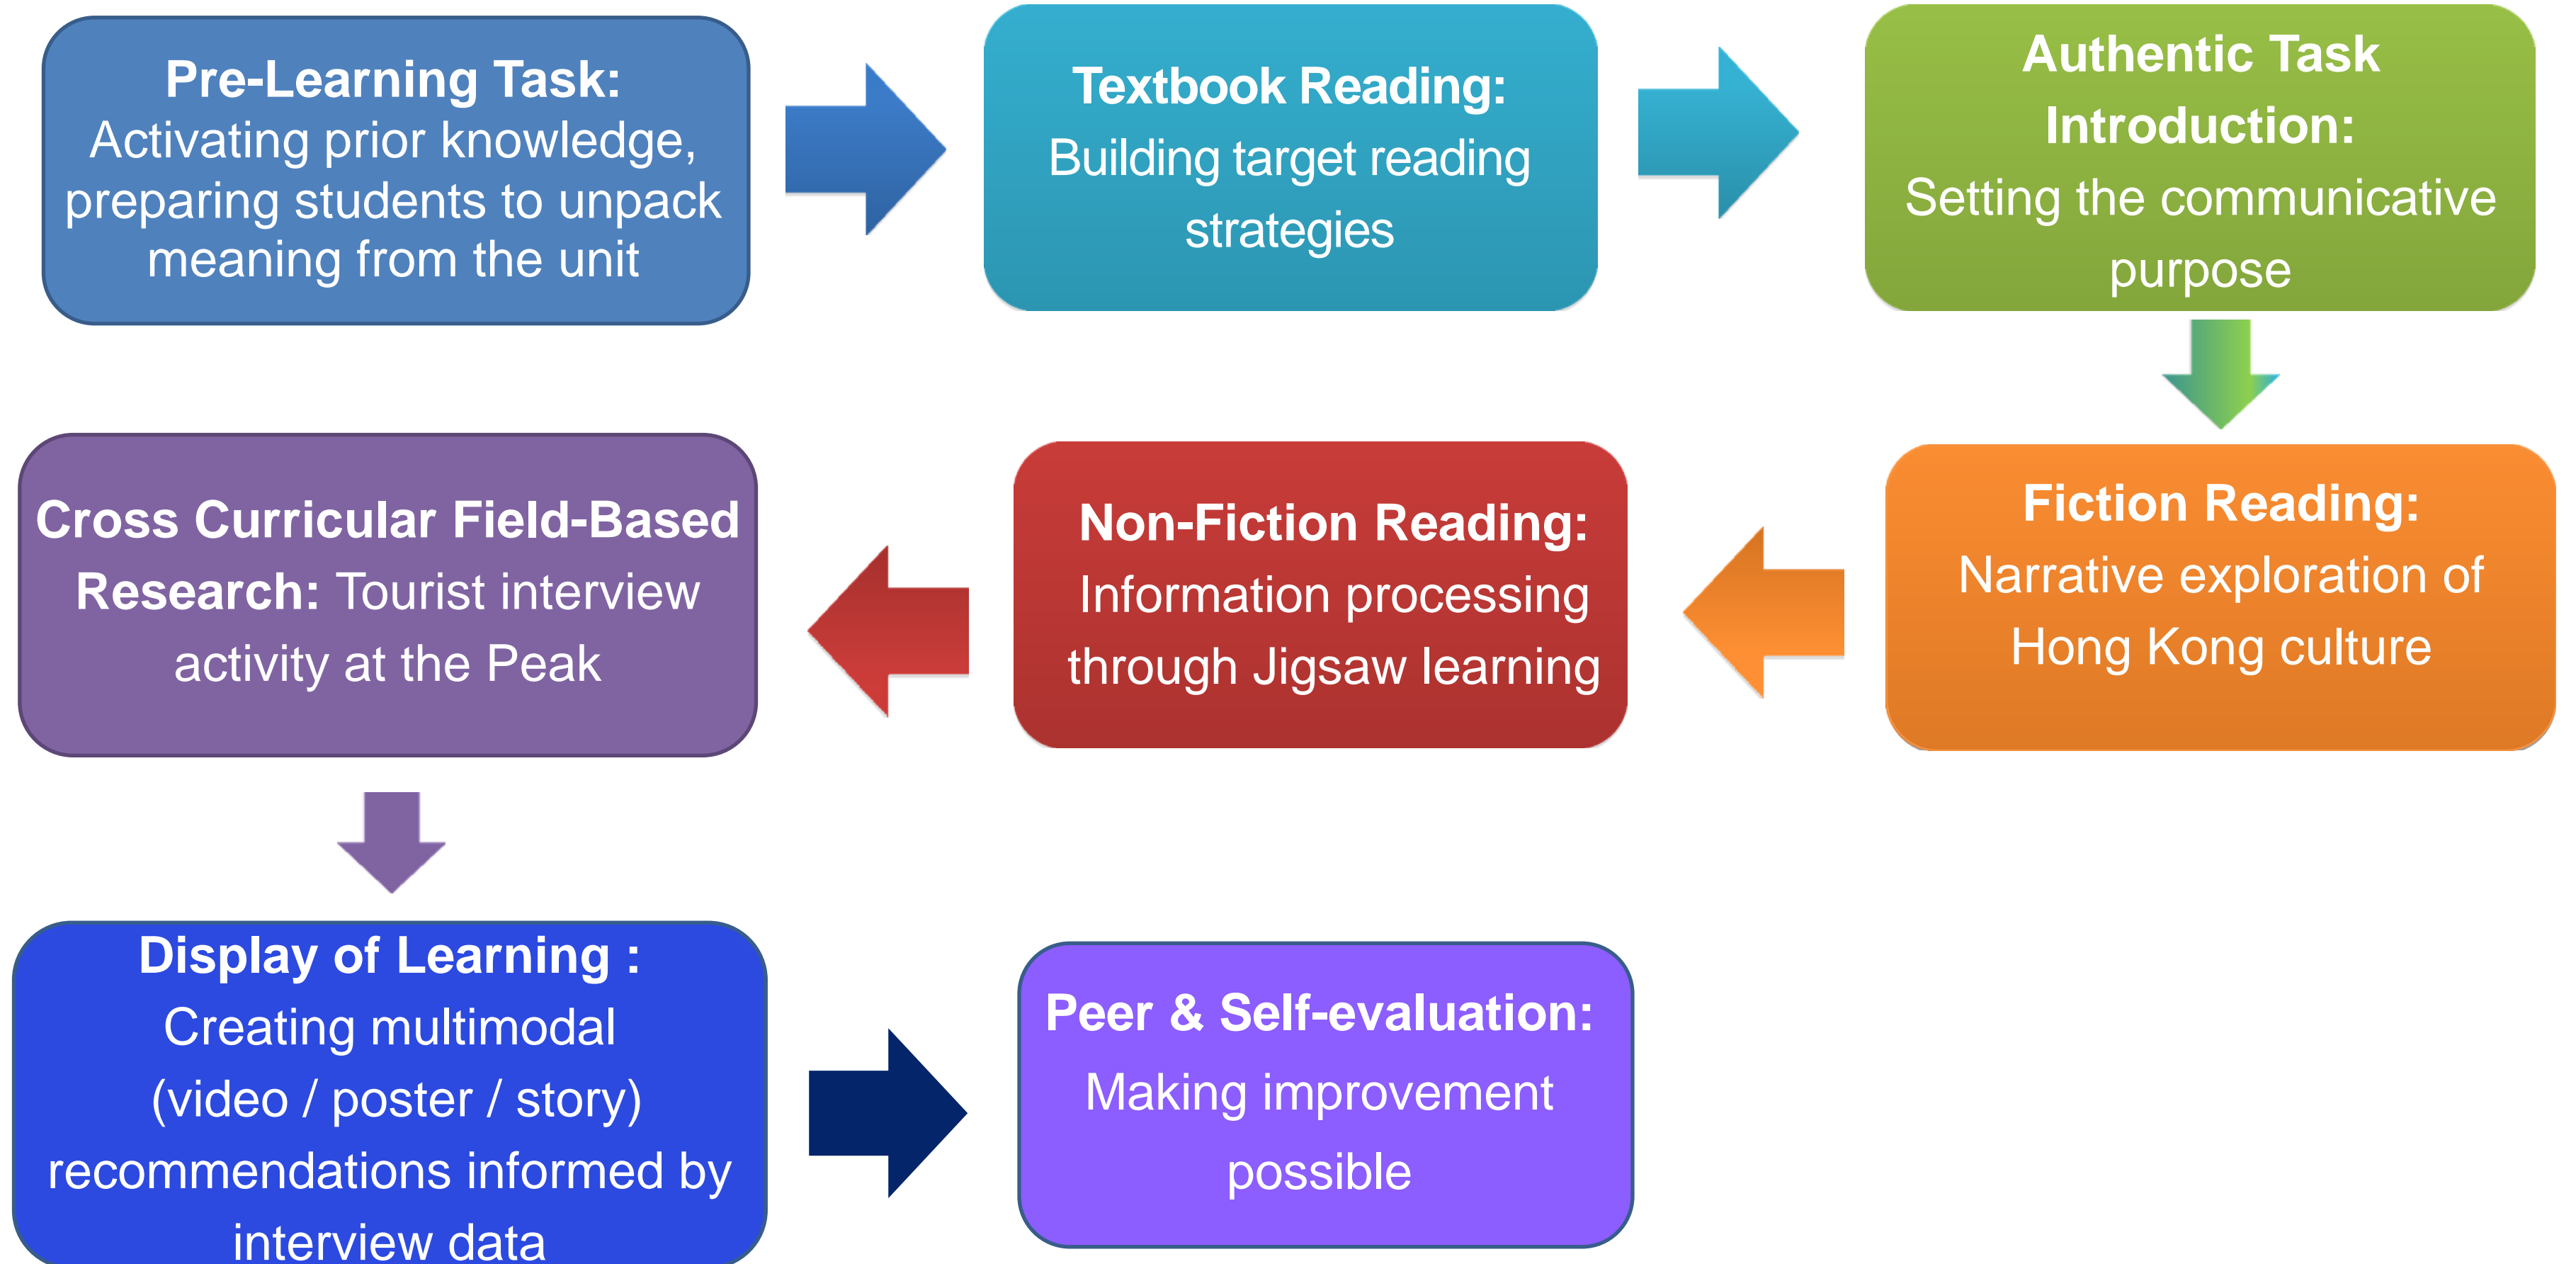 Pre-Learning Task:
Activating prior knowledge,
preparing students to unpack
meaning from the unit
Textbook Reading:
Building target reading
strategies
Authentic Task
Introduction:
Setting the communicative
purpose
Fiction Reading:
Narrative exploration of
Hong Kong culture
Non-Fiction Reading:
Information processing
through Jigsaw learning
Cross Curricular Field-Based
Research: Tourist interview
activity at the Peak
Display of Learning :
Creating multimodal
(video / poster / story)
recommendations informed by
interview data
Peer & Self-evaluation:
Making improvement
possible